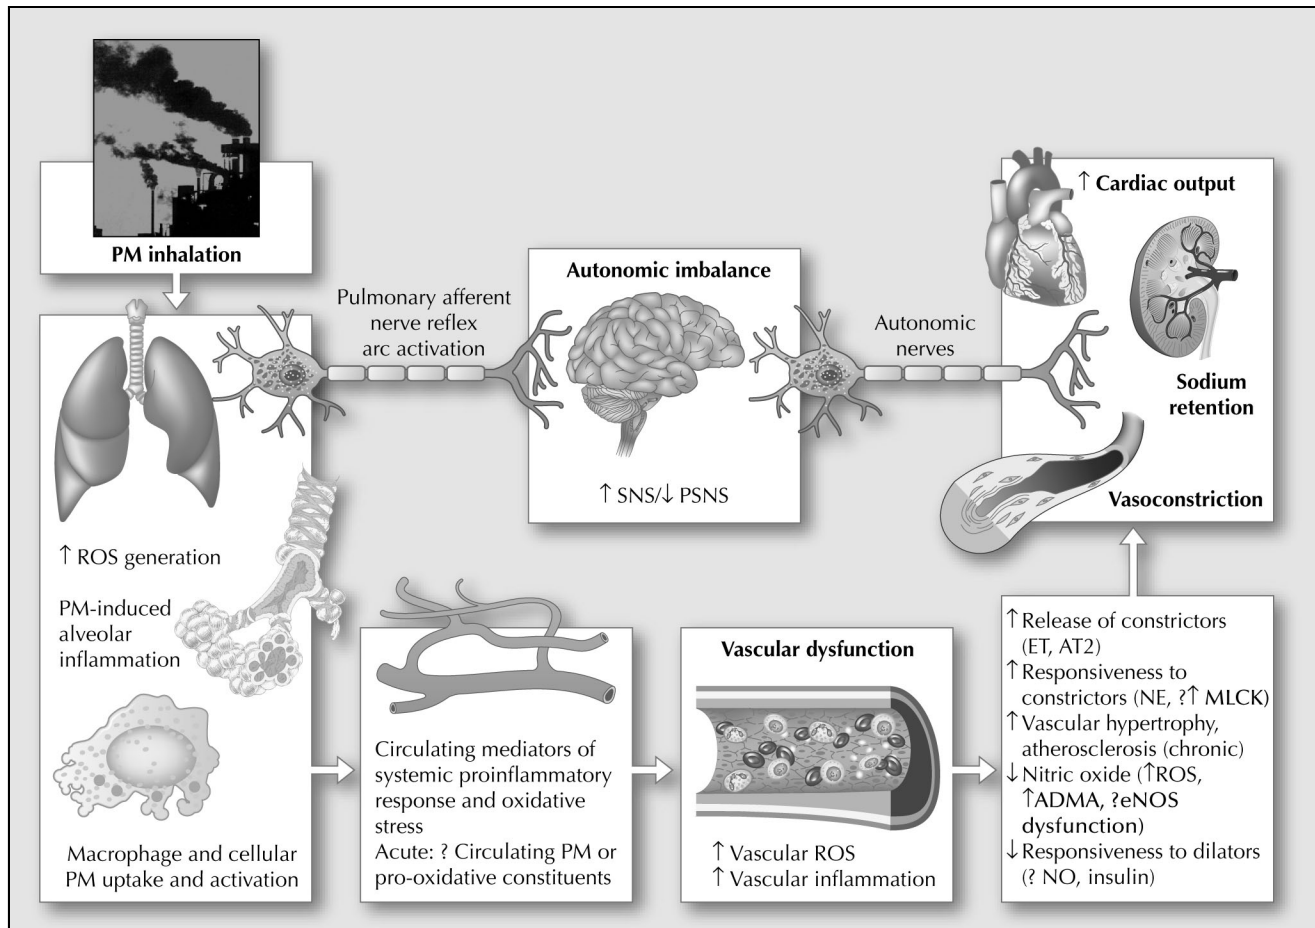 PM inhalation
Pulmonary afferent
nerve reflex
arc activation
Autonomic imbalance
↑ SNS/↓ PSNS
Autonomic
nerves
↑ Cardiac output
Sodium
retention
Vasoconstriction
↑ ROS generation
PM-induced
alveolar
inflammation
Macrophage and cellular
PM uptake and activation
Circulating mediators of
systemic proinflammatory
response and oxidative
stress
Acute: ? Circulating PM or
pro-oxidative constituents
Vascular dysfunction
↑ Vascular ROS
↑ Vascular inflammation
↑ Release of constrictors
(ET, AT2)
↑ Responsiveness to
constrictors (NE, ?↑ MLCK)
↑ Vascular hypertrophy,
atherosclerosis (chronic)
↓ Nitric oxide (↑ROS,
↑ADMA, ?eNOS
dysfunction)
↓ Responsiveness to dilators
(? NO, insulin)